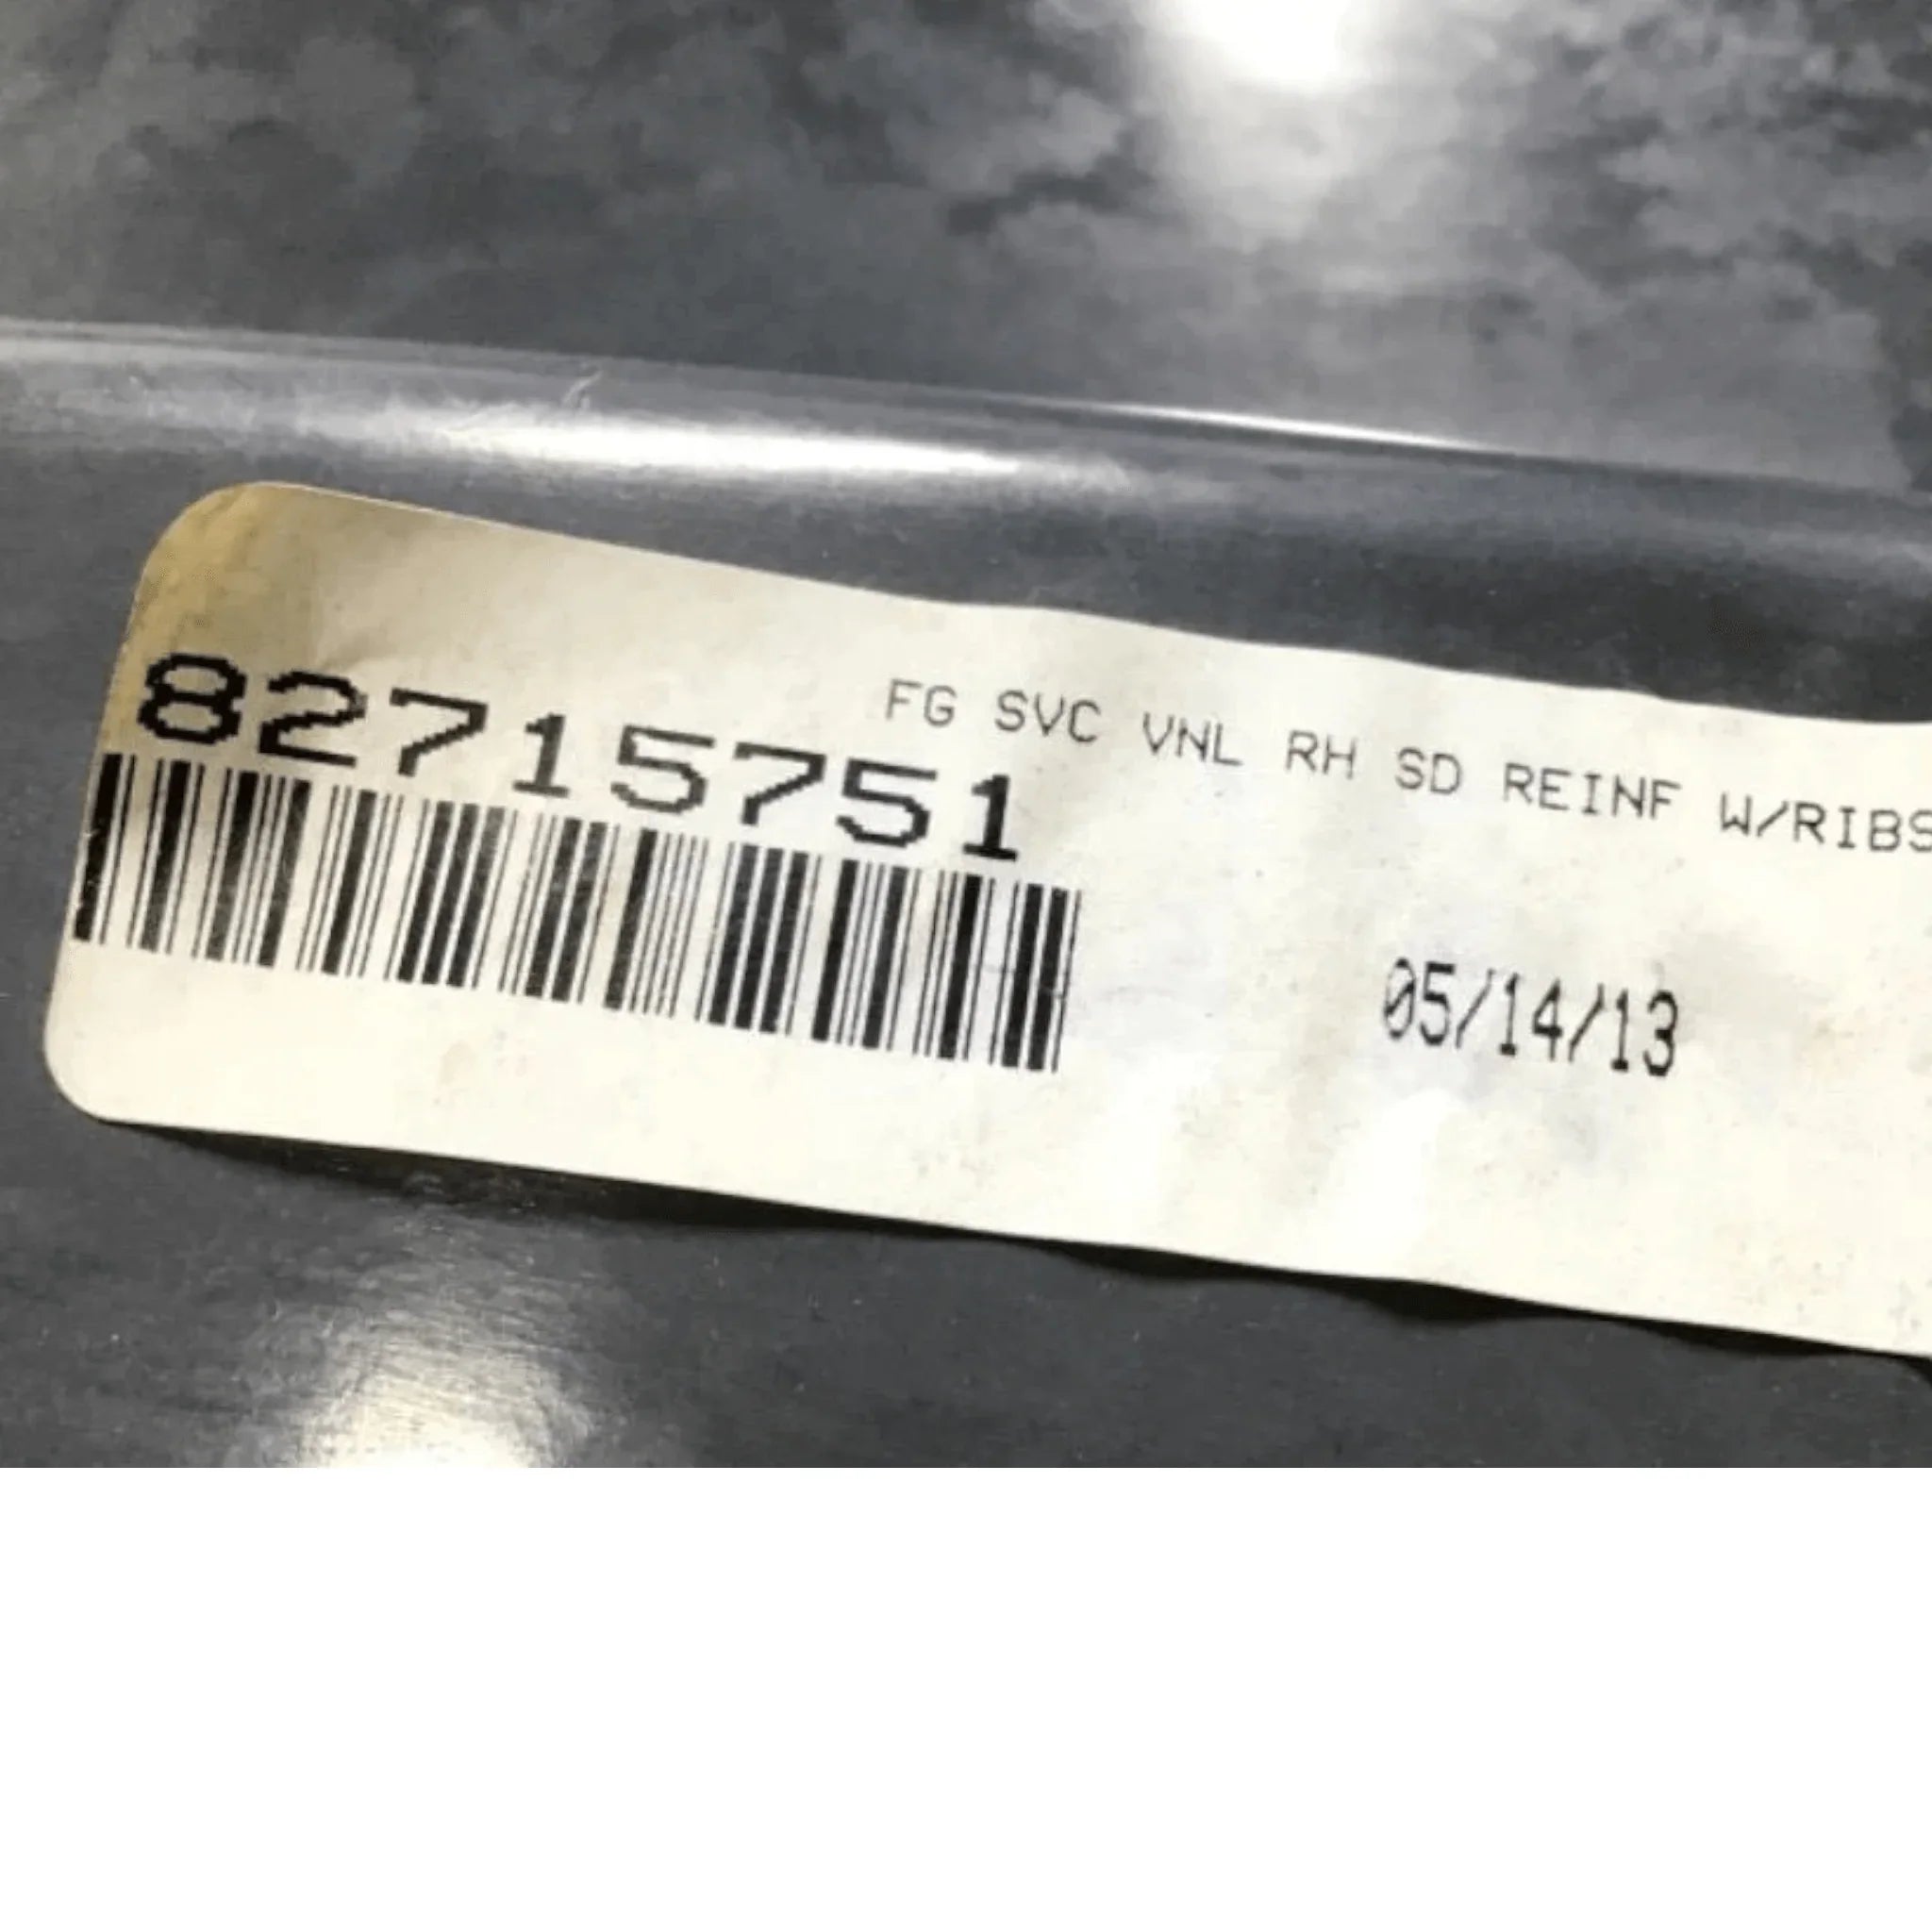 82715751
FG SVC VNL RH SD REINF W/RIBS
05/14/13